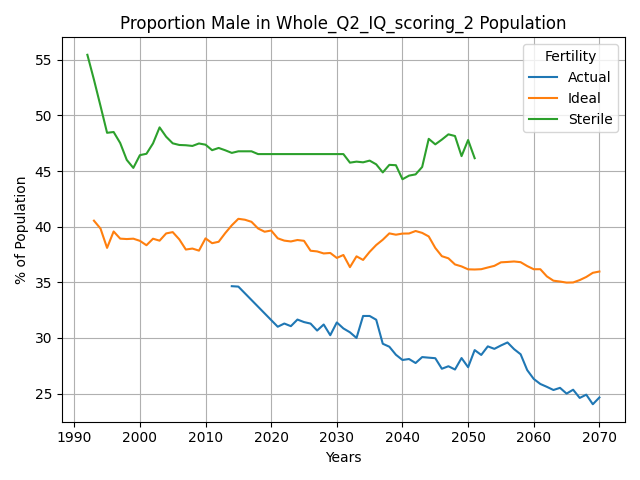 Proportion Male in Whole_Q2_IQ_scoring_2 Population
Fertility
Actual
Ideal
Sterile
% of Population
55
50
45
40
35
30
25
1990
2000
2010
2020
2030
2040
2050
2060
2070
Years